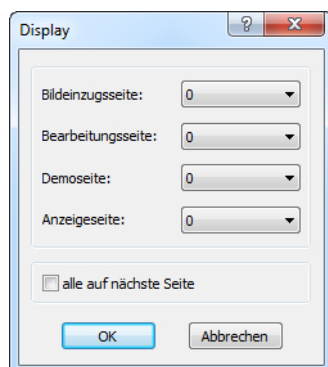 Display
Bildeinzugsseite: 0
Bearbeitungsseite: 0
Demoseite: 0
Anzeigeseite: 0
alle auf nächste Seite
OK Abbrechen